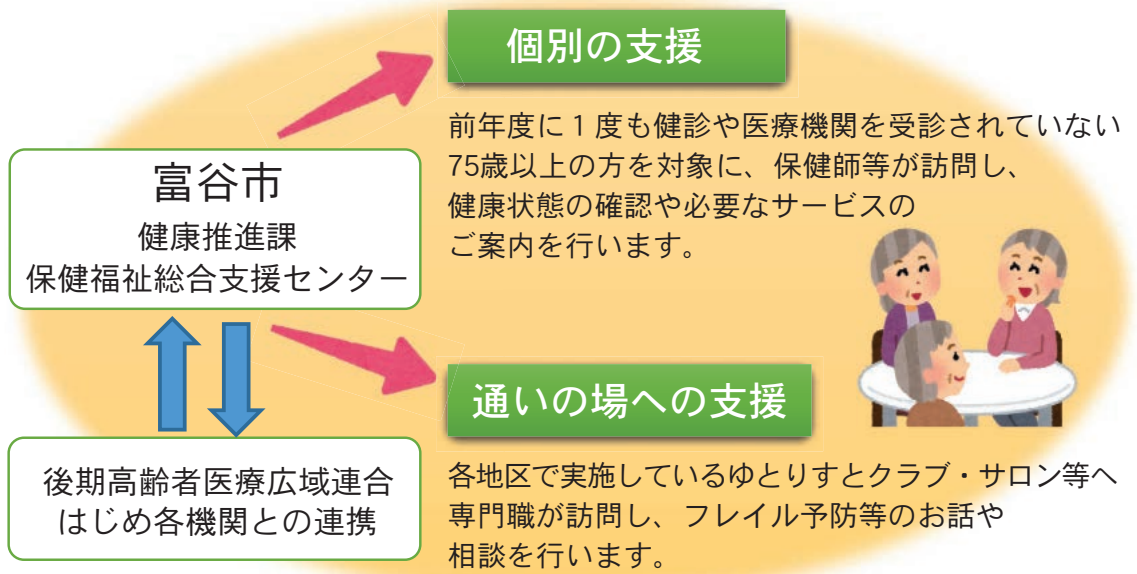 個別の支援
前年度に1度も健診や医療機関を受診されていない
75歳以上の方を対象に、保健師等が訪問し、
健康状態の確認や必要なサービスの
ご案内を行います。
富谷市
健康推進課
保健福祉総合支援センター
通いの場への支援
各地区で実施しているゆとりすとクラブ・サロン等へ
専門職が訪問し、フレイル予防等のお話や
相談を行います。
後期高齢者医療広域連合
はじめ各機関との連携